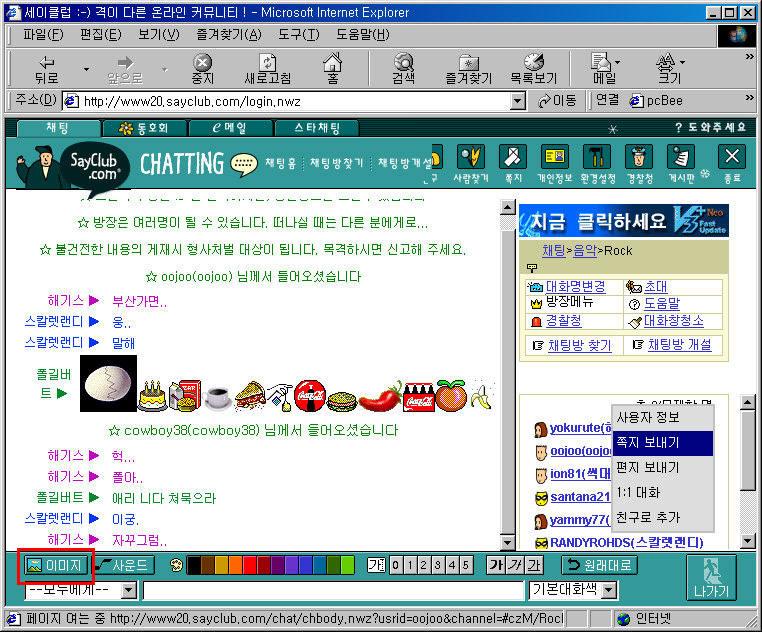 세이클럽 :-) 격이 다른 온라인 커뮤니티 ! - Microsoft Internet Explorer
파일(F) 편집(E) 보기(V) 즐겨찾기(A) 도구(T) 도움말(H)
뒤로 앞으로 중지 새로고침 홈 검색 즐겨찾기 목록보기 메일 크기
주소(D) http://www20.sayclub.com/login.nwz 이동 연결 pcBee
채팅 동호회 e메일 스타채팅 ? 도와주세요
SayClub.com CHATTING 채팅홈 채팅방찾기 채팅방개설 사람찾기 쪽지 개인정보 환경설정 경찰청 게시판 종료
☆ 방장은 여러명이 될 수 있습니다. 떠나실 때는 다른 분에게로...
☆ 불건전한 내용의 게재시 형사처벌 대상이 됩니다. 목격하시면 신고해 주세요.
☆ oojoo(oojoo) 님께서 들어오셨습니다
해기스 ▶ 부산가면..
스칼렛랜디 ▶ 웅..
스칼렛랜디 ▶ 말해
폴길버트 ▶
☆ cowboy38(cowboy38) 님께서 들어오셨습니다
해기스 ▶ 헉...
해기스 ▶ 폴아..
폴길버트 ▶ 애리 니다 쳐묵으라
스칼렛랜디 ▶ 이궁.
해기스 ▶ 자꾸그럼..
지금 클릭하세요 V3+ Neo Fast Update
채팅>음악>Rock
대화명변경 초대
방장메뉴 도움말
경찰청 대화창청소
채팅방 찾기 채팅방 개설
yokurute(
oojoo(oojoo
ion81(썩대
santana21
yammy77(
RANDYROHDS(스칼렛랜디)
사용자 정보
쪽지 보내기
편지 보내기
1:1 대화
친구로 추가
이미지 사운드 가 0 1 2 3 4 5 가 가 가 원래대로 나가기
--모두에게-- 기본대화색
페이지 여는 중 http://www20.sayclub.com/chat/chbody.nwz?usrid=oojoo&channel=#czM/Rocl 인터넷